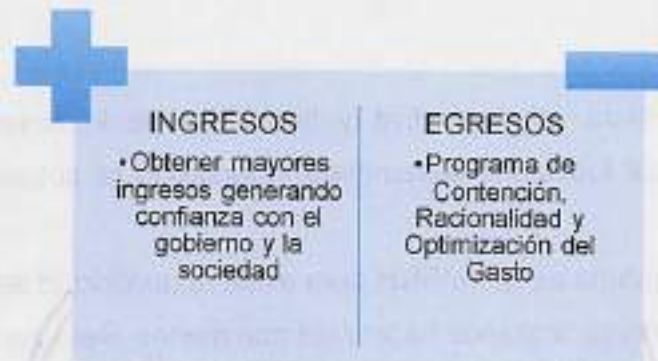 INGRESOS
•Obtener mayores
ingresos generando
confianza con el
gobierno y la
sociedad
EGRESOS
•Programa de
Contención,
Racionalidad y
Optimización del
Gasto